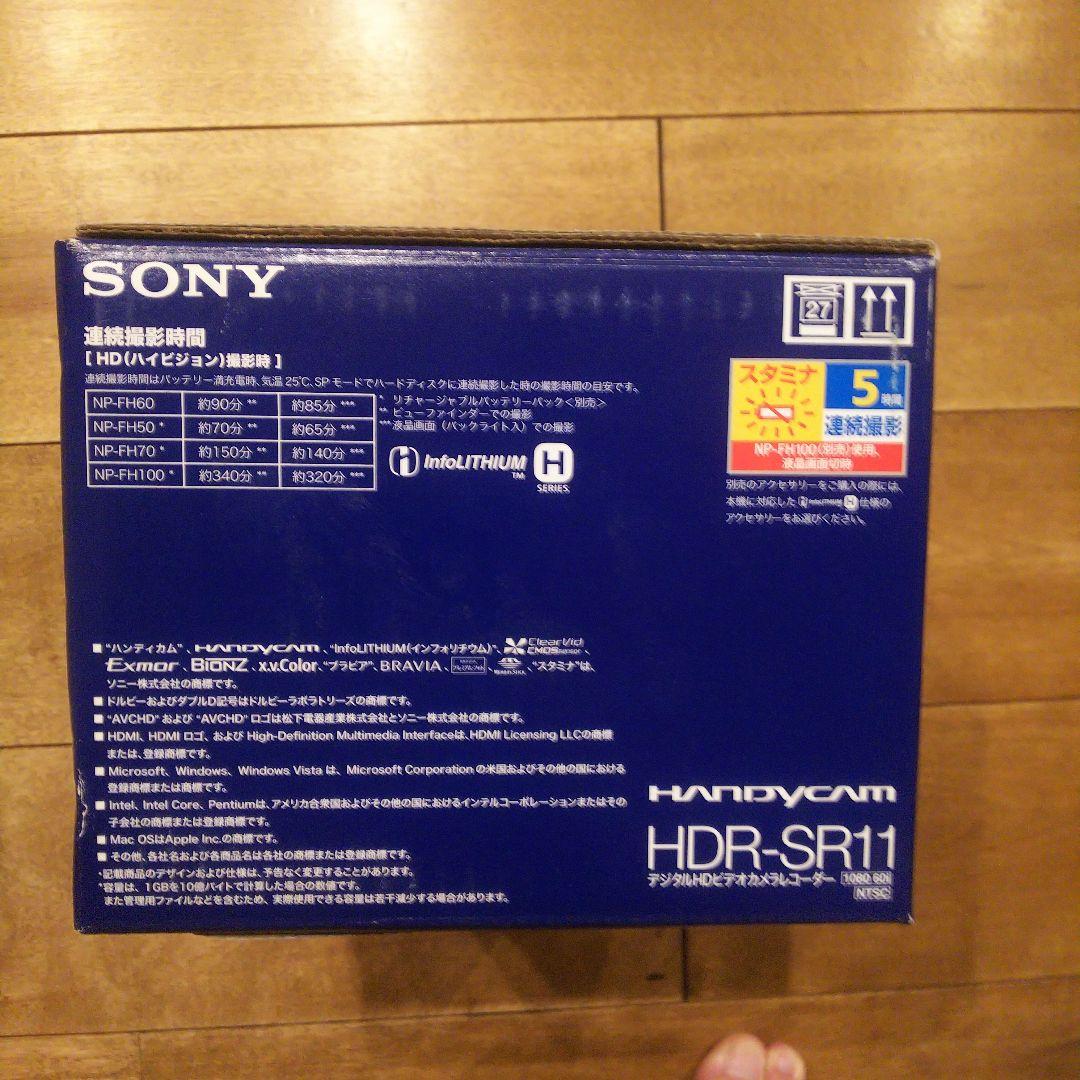 SONY
27
連続撮影時間
[ HD(ハイビジョン)撮影時 ]
連続撮影時間はバッテリー満充電時、気温 25℃、SP モードでハードディスクに連続撮影した時の撮影時間の目安です。
NP-FH60 約90分 ** 約85分 ***
NP-FH50 * 約70分 ** 約65分 ***
NP-FH70 * 約150分 ** 約140分 ***
NP-FH100 * 約340分 ** 約320分 ***
* リチャージャブルバッテリーパック<別売>
** ビューファインダーでの撮影
*** 液晶画面(バックライト入)での撮影
InfoLITHIUM TM H
SERIES
スタミナ 5時間
連続撮影
NP-FH100(別売)使用、
液晶画面切時
別売のアクセサリーをご購入の際には、
本機に対応した InfoLITHIUM H 仕様の
アクセサリーをお選びください。
■ "ハンディカム"、HANDYCAM、"InfoLITHIUM(インフォリチウム)"、ClearVid CMOS sensor、
Exmor、BIONZ、x.v.Color、"ブラビア"、BRAVIA、、、"スタミナ"は、
ソニー株式会社の商標です。
■ ドルビーおよびダブルD記号はドルビーラボラトリーズの商標です。
■ "AVCHD" および "AVCHD" ロゴは松下電器産業株式会社とソニー株式会社の商標です。
■ HDMI、HDMI ロゴ、および High-Definition Multimedia Interfaceは、HDMI Licensing LLCの商標
または、登録商標です。
■ Microsoft、Windows、Windows Vista は、Microsoft Corporation の米国およびその他の国における
登録商標または商標です。
■ Intel、Intel Core、Pentiumは、アメリカ合衆国およびその他の国におけるインテルコーポレーションまたはその
子会社の商標または登録商標です。
■ Mac OSはApple Inc.の商標です。
■ その他、各社名および各商品名は各社の商標または登録商標です。
・記載商品のデザインおよび仕様は、予告なく変更することがあります。
*容量は、1GBを10億バイトで計算した場合の数値です。
また管理用ファイルなどを含むため、実際使用できる容量は若干減少する場合があります。
HANDYCAM
HDR-SR11
デジタルHDビデオカメラレコーダー 1080 60i
NTSC